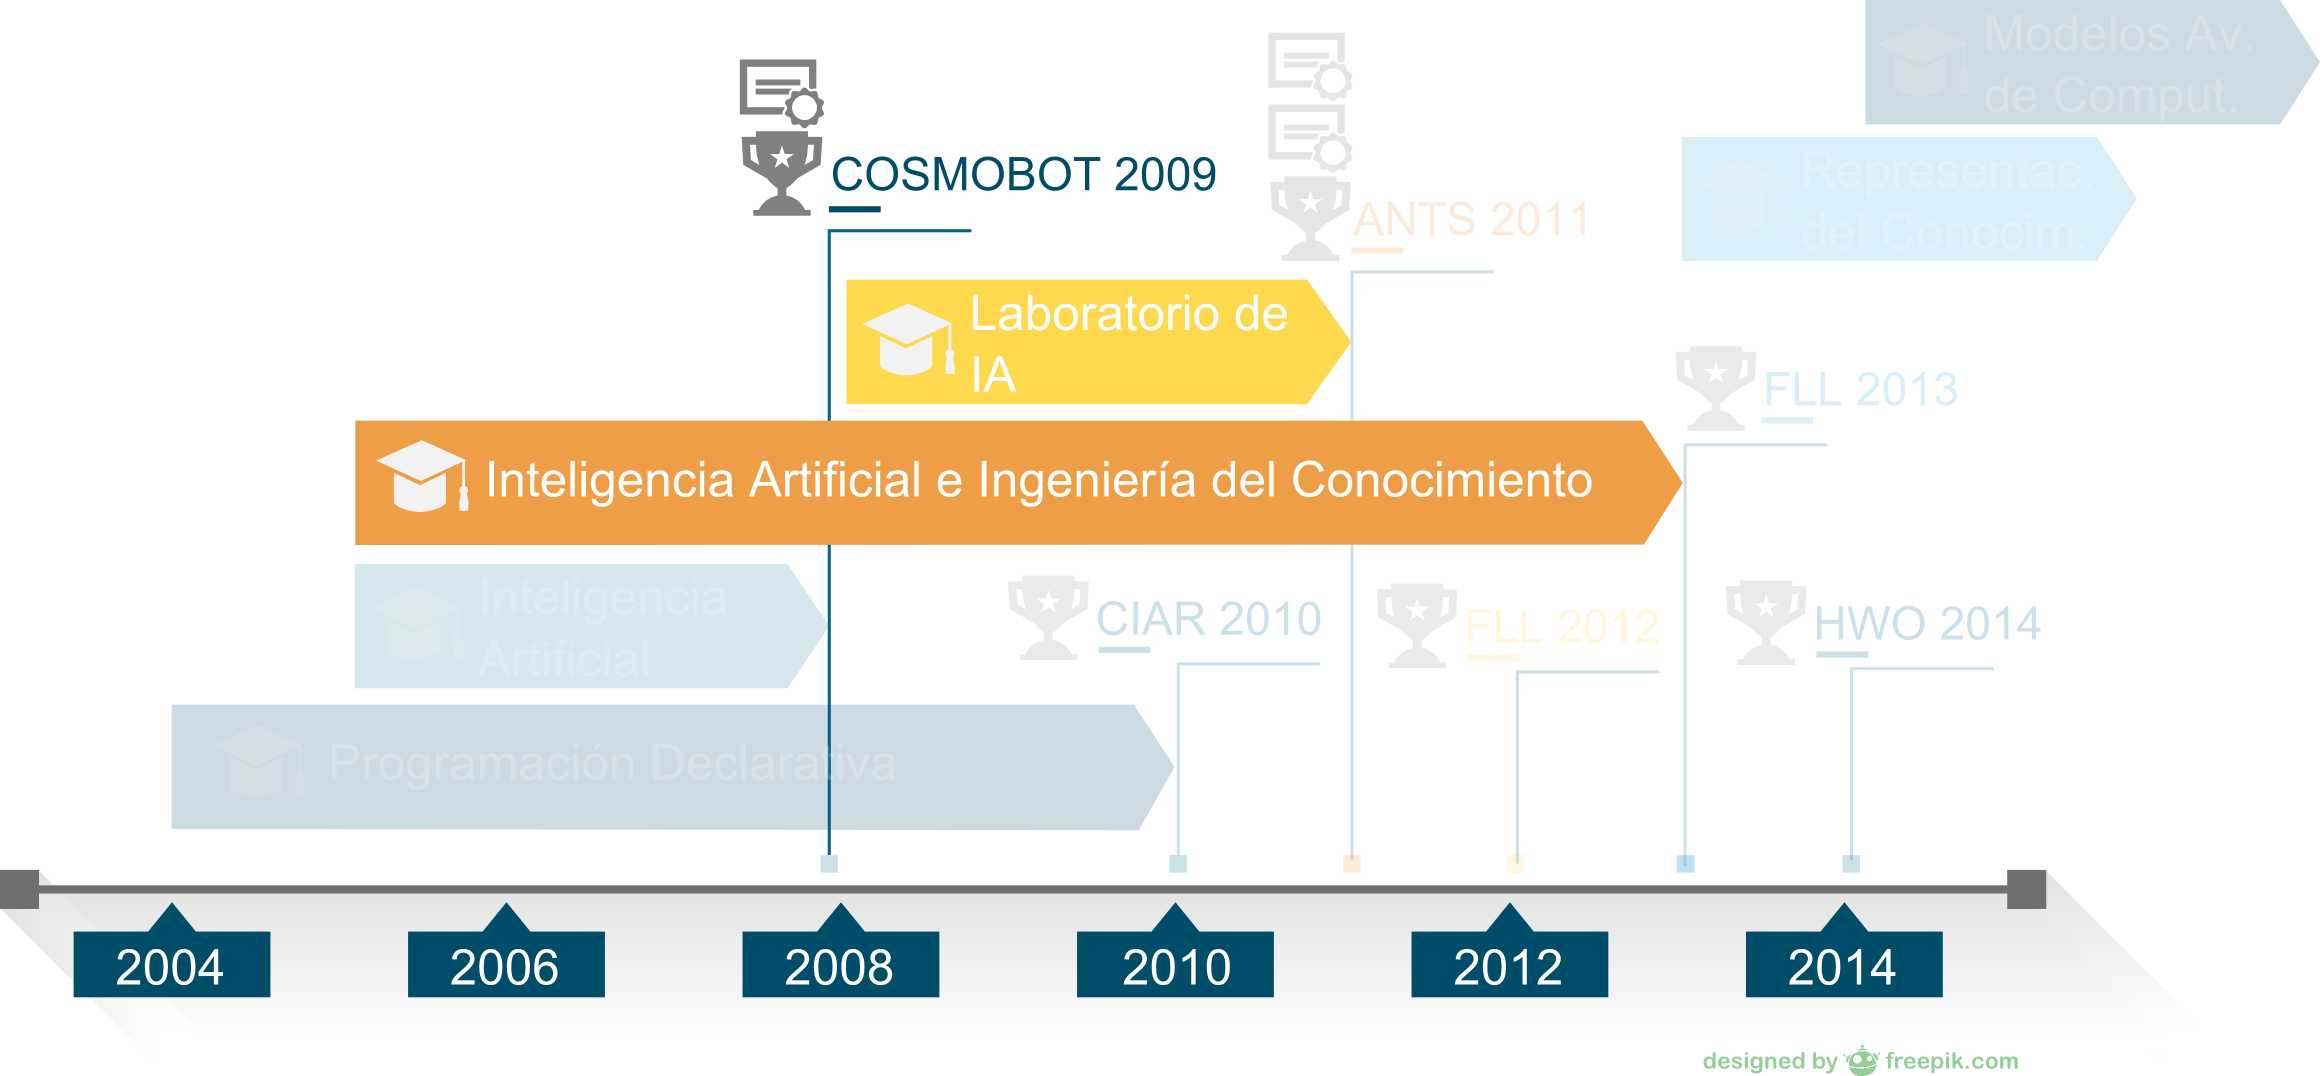 Modelos Av.
de Comput.
COSMOBOT 2009
Representac.
del Conocim.
ANTS 2011
Laboratorio de
IA
FLL 2013
Inteligencia Artificial e Ingeniería del Conocimiento
Inteligencia
Artificial
CIAR 2010
FLL 2012
HWO 2014
Programación Declarativa
2004
2006
2008
2010
2012
2014
designed by freepik.com